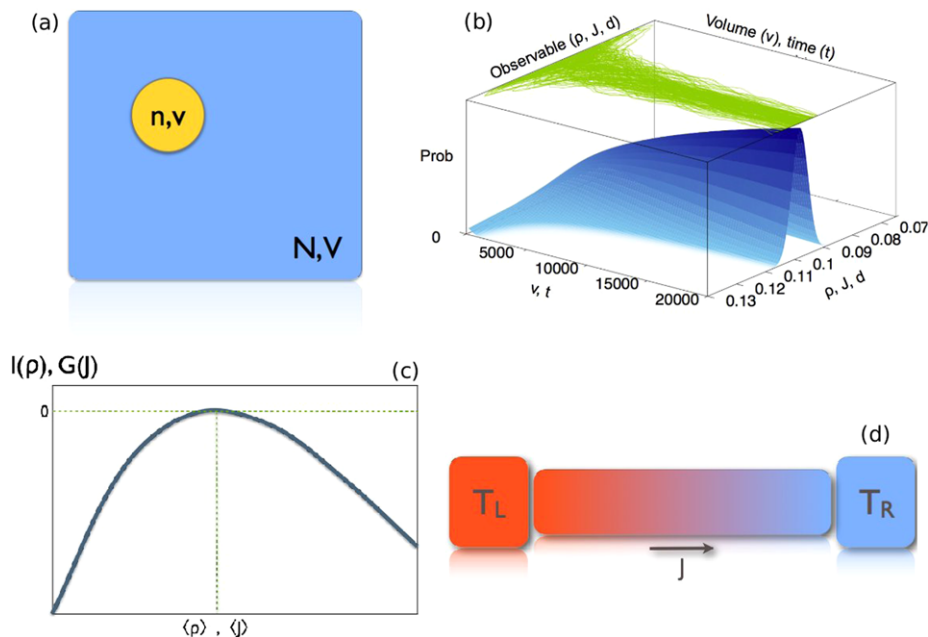 (a)
n,v
N,V
(b)
Observable (ρ, J, d)
Volume (v), time (t)
Prob
0
5000
10000
15000
20000
v, t
0.13
0.12
0.11
0.1
0.09
0.08
0.07
ρ, J, d
I(ρ), G(J)
(c)
0
⟨ρ⟩ , ⟨J⟩
(d)
T_L
T_R
J